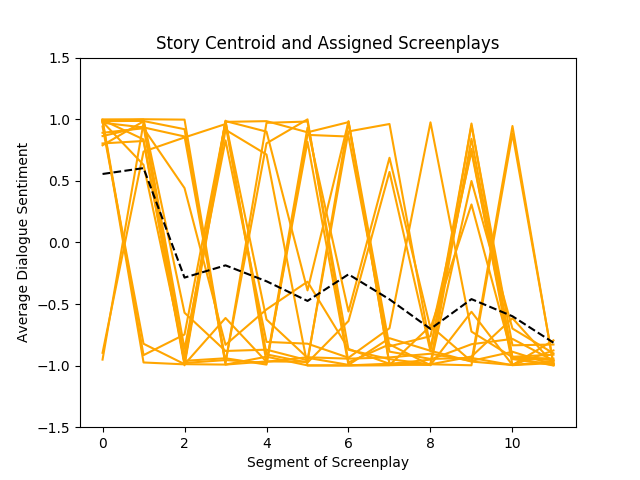 Story Centroid and Assigned Screenplays
1.5
1.0
0.5
0.0
−0.5
−1.0
−1.5
Average Dialogue Sentiment
0 2 4 6 8 10
Segment of Screenplay